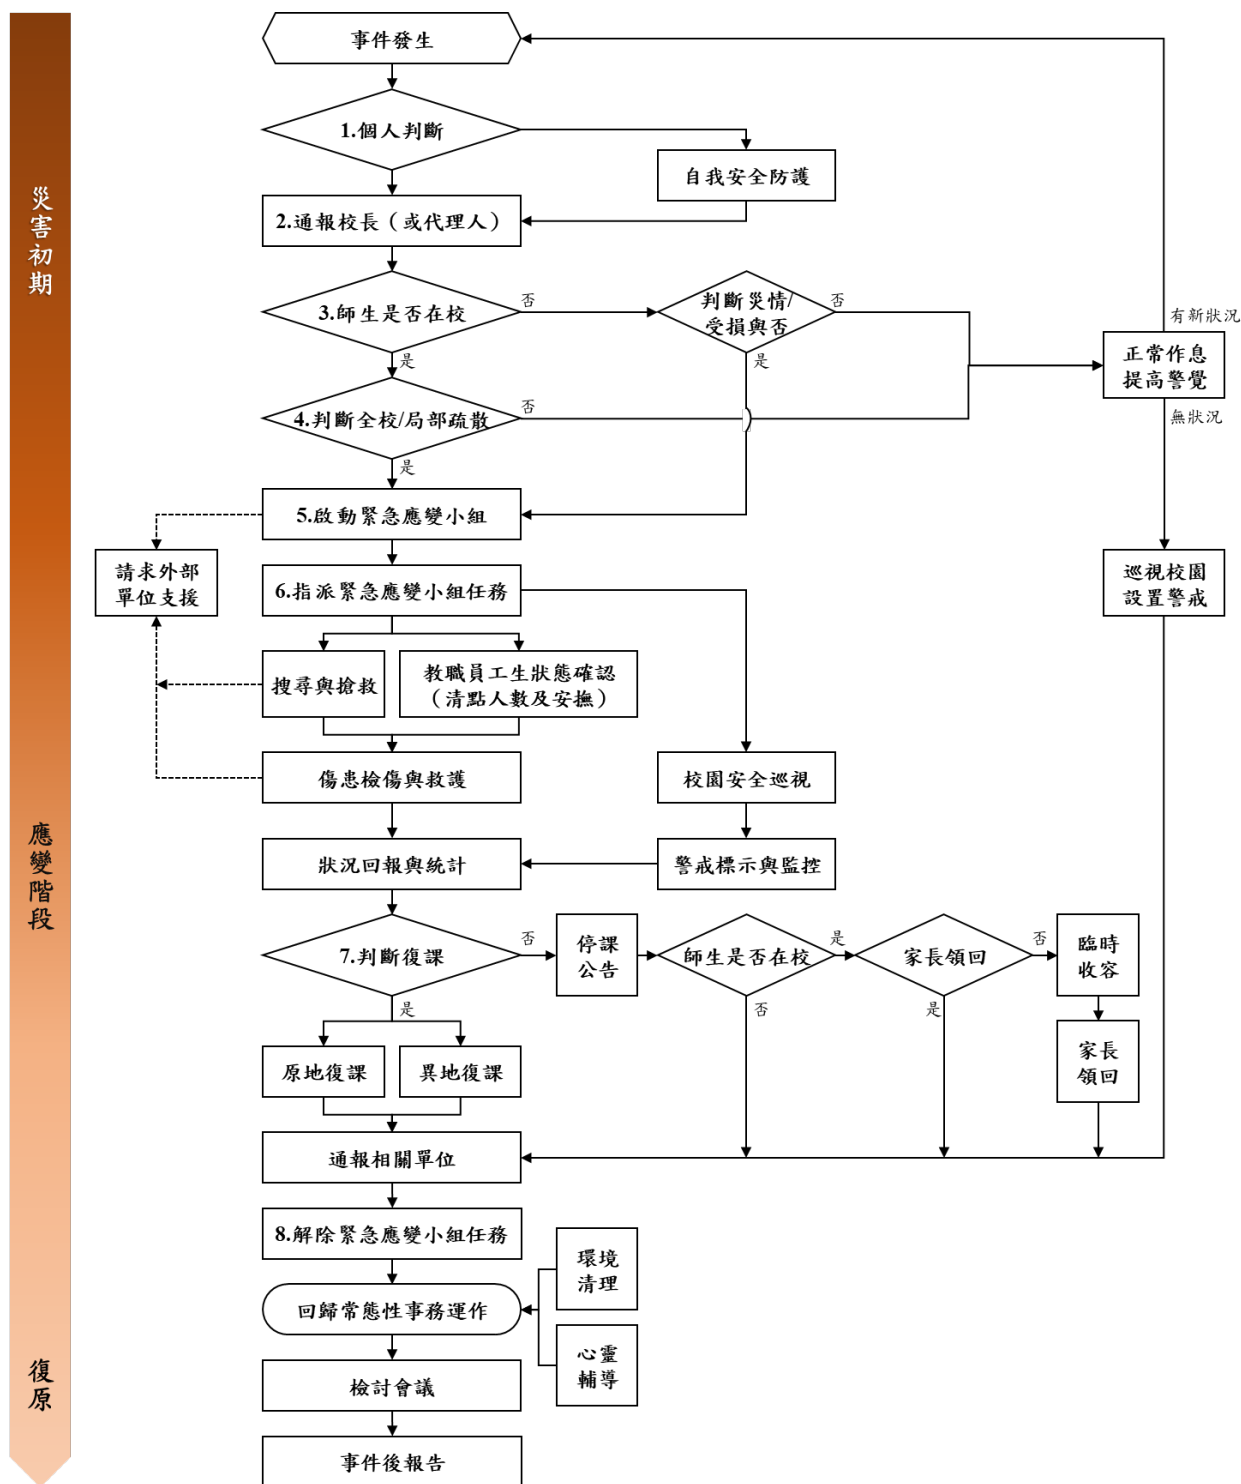 災害初期
應變階段
復原
事件發生
1.個人判斷
自我安全防護
2.通報校長（或代理人）
3.師生是否在校
否
是
判斷災情/
受損與否
否
是
有新狀況
正常作息
提高警覺
無狀況
4.判斷全校/局部疏散
否
是
5.啟動緊急應變小組
請求外部
單位支援
6.指派緊急應變小組任務
巡視校園
設置警戒
搜尋與搶救
教職員工生狀態確認
（清點人數及安撫）
傷患檢傷與救護
校園安全巡視
狀況回報與統計
警戒標示與監控
7.判斷復課
否
是
停課
公告
師生是否在校
是
否
家長領回
否
是
臨時
收容
家長
領回
原地復課
異地復課
通報相關單位
8.解除緊急應變小組任務
環境
清理
回歸常態性事務運作
心靈
輔導
檢討會議
事件後報告